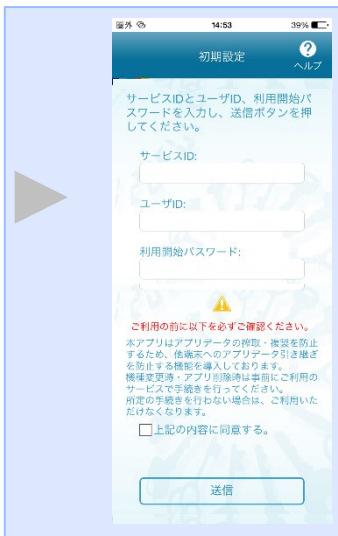 圏外 14:53 39%
初期設定
ヘルプ
サービスIDとユーザID、利用開始パ
スワードを入力し、送信ボタンを押
してください。
サービスID:
ユーザID:
利用開始パスワード:
ご利用の前に以下を必ずご確認ください。
本アプリはアプリデータの搾取・複製を防止
するため、他端末へのアプリデータ引き継ぎ
を防止する機能を導入しております。
機種変更時・アプリ削除時は事前にご利用の
サービスで手続きを行ってください。
所定の手続きを行わない場合は、ご利用いた
だけなくなります。
上記の内容に同意する。
送信